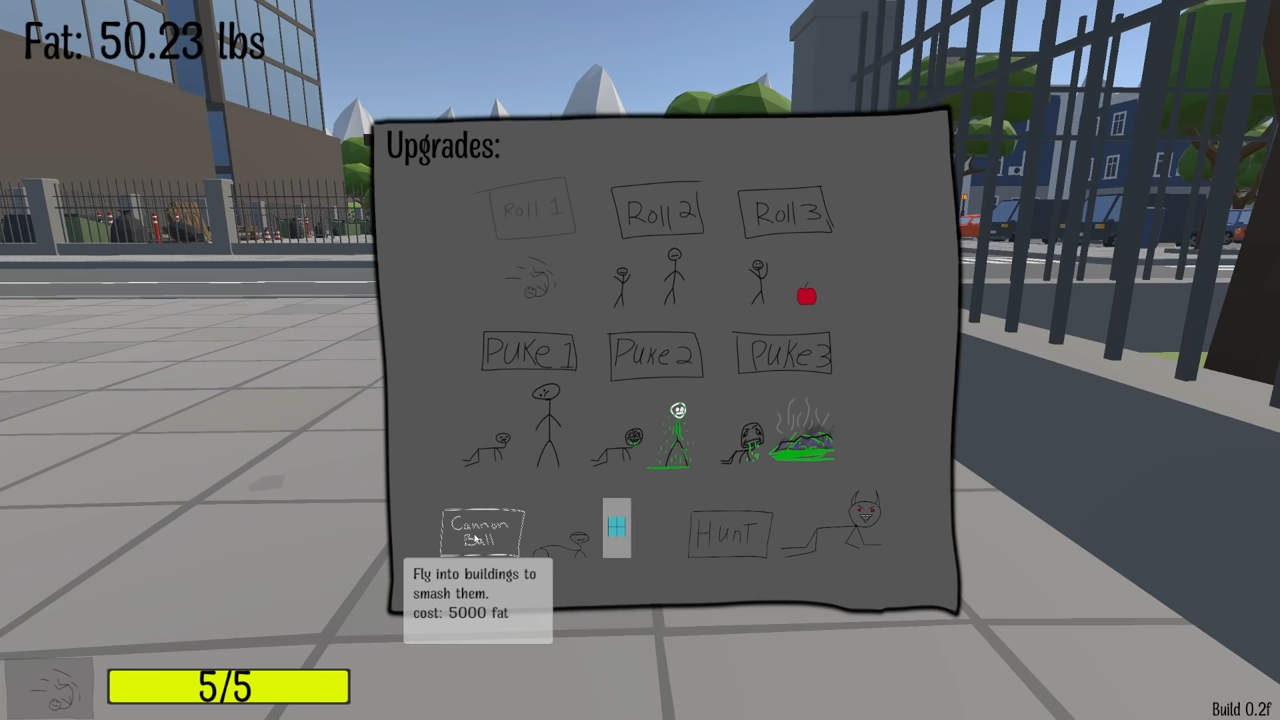 Fat: 50.23 lbs
Upgrades:
Roll 1
Roll 2
Roll 3
Puke 1
Puke 2
Puke 3
Cannon
Ball
Hunt
Fly into buildings to
smash them.
cost: 5000 fat
5/5
Build 0.2f